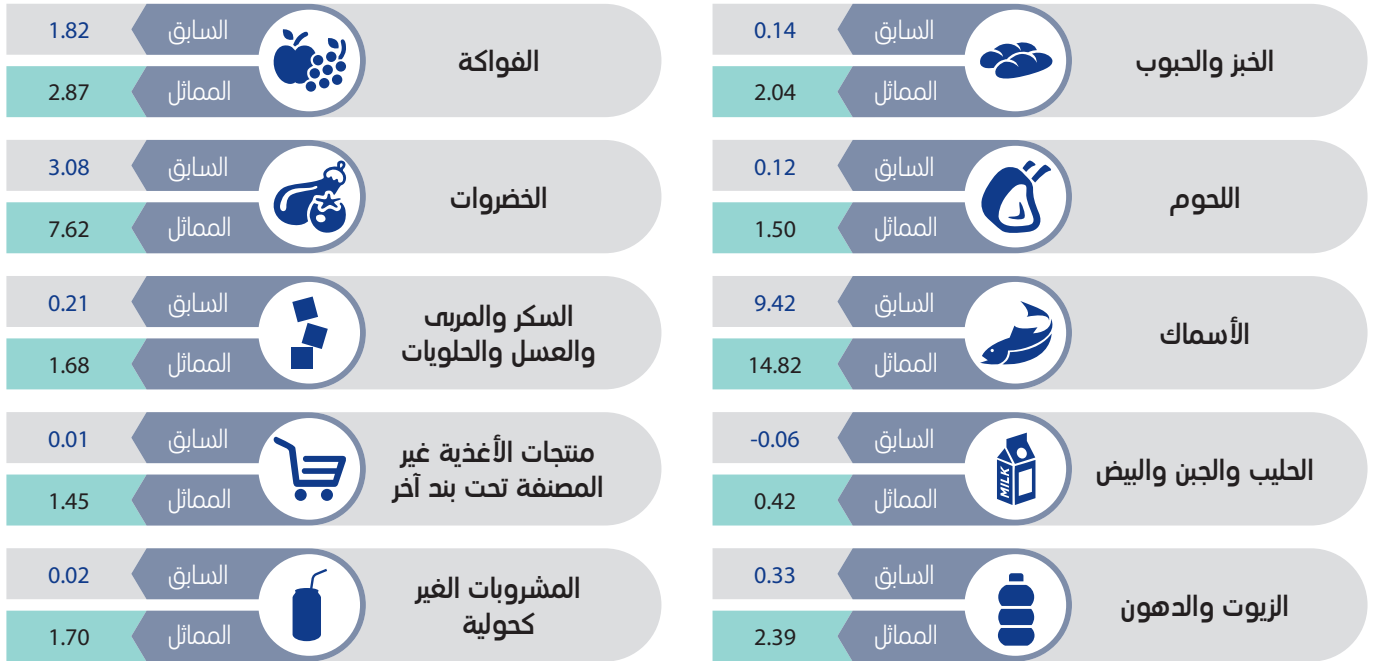 الخبز والحبوب
السابق
0.14
المماثل
2.04
اللحوم
السابق
0.12
المماثل
1.50
الأسماك
السابق
9.42
المماثل
14.82
الحليب والجبن والبيض
MILK
السابق
-0.06
المماثل
0.42
الزيوت والدهون
السابق
0.33
المماثل
2.39
الفواكة
السابق
1.82
المماثل
2.87
الخضروات
السابق
3.08
المماثل
7.62
السكر والمربى
والعسل والحلويات
السابق
0.21
المماثل
1.68
منتجات الأغذية غير
المصنفة تحت بند آخر
السابق
0.01
المماثل
1.45
المشروبات الغير
كحولية
السابق
0.02
المماثل
1.70